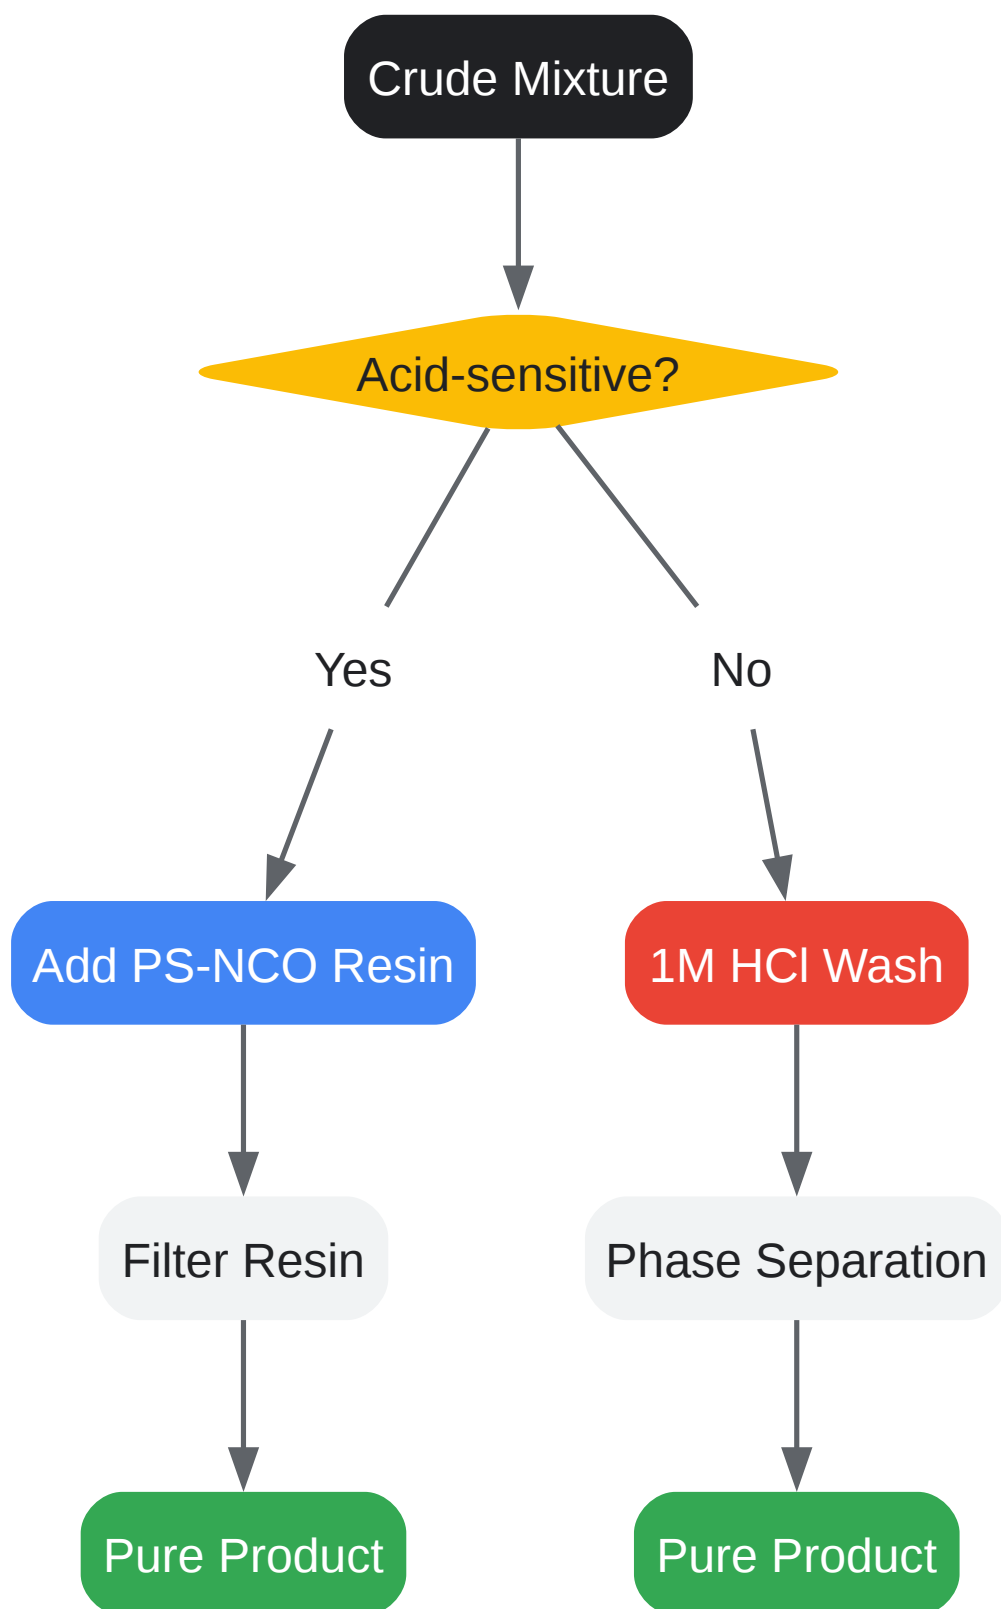 Crude Mixture
Acid-sensitive?
Yes
No
Add PS-NCO Resin
1M HCl Wash
Filter Resin
Phase Separation
Pure Product
Pure Product